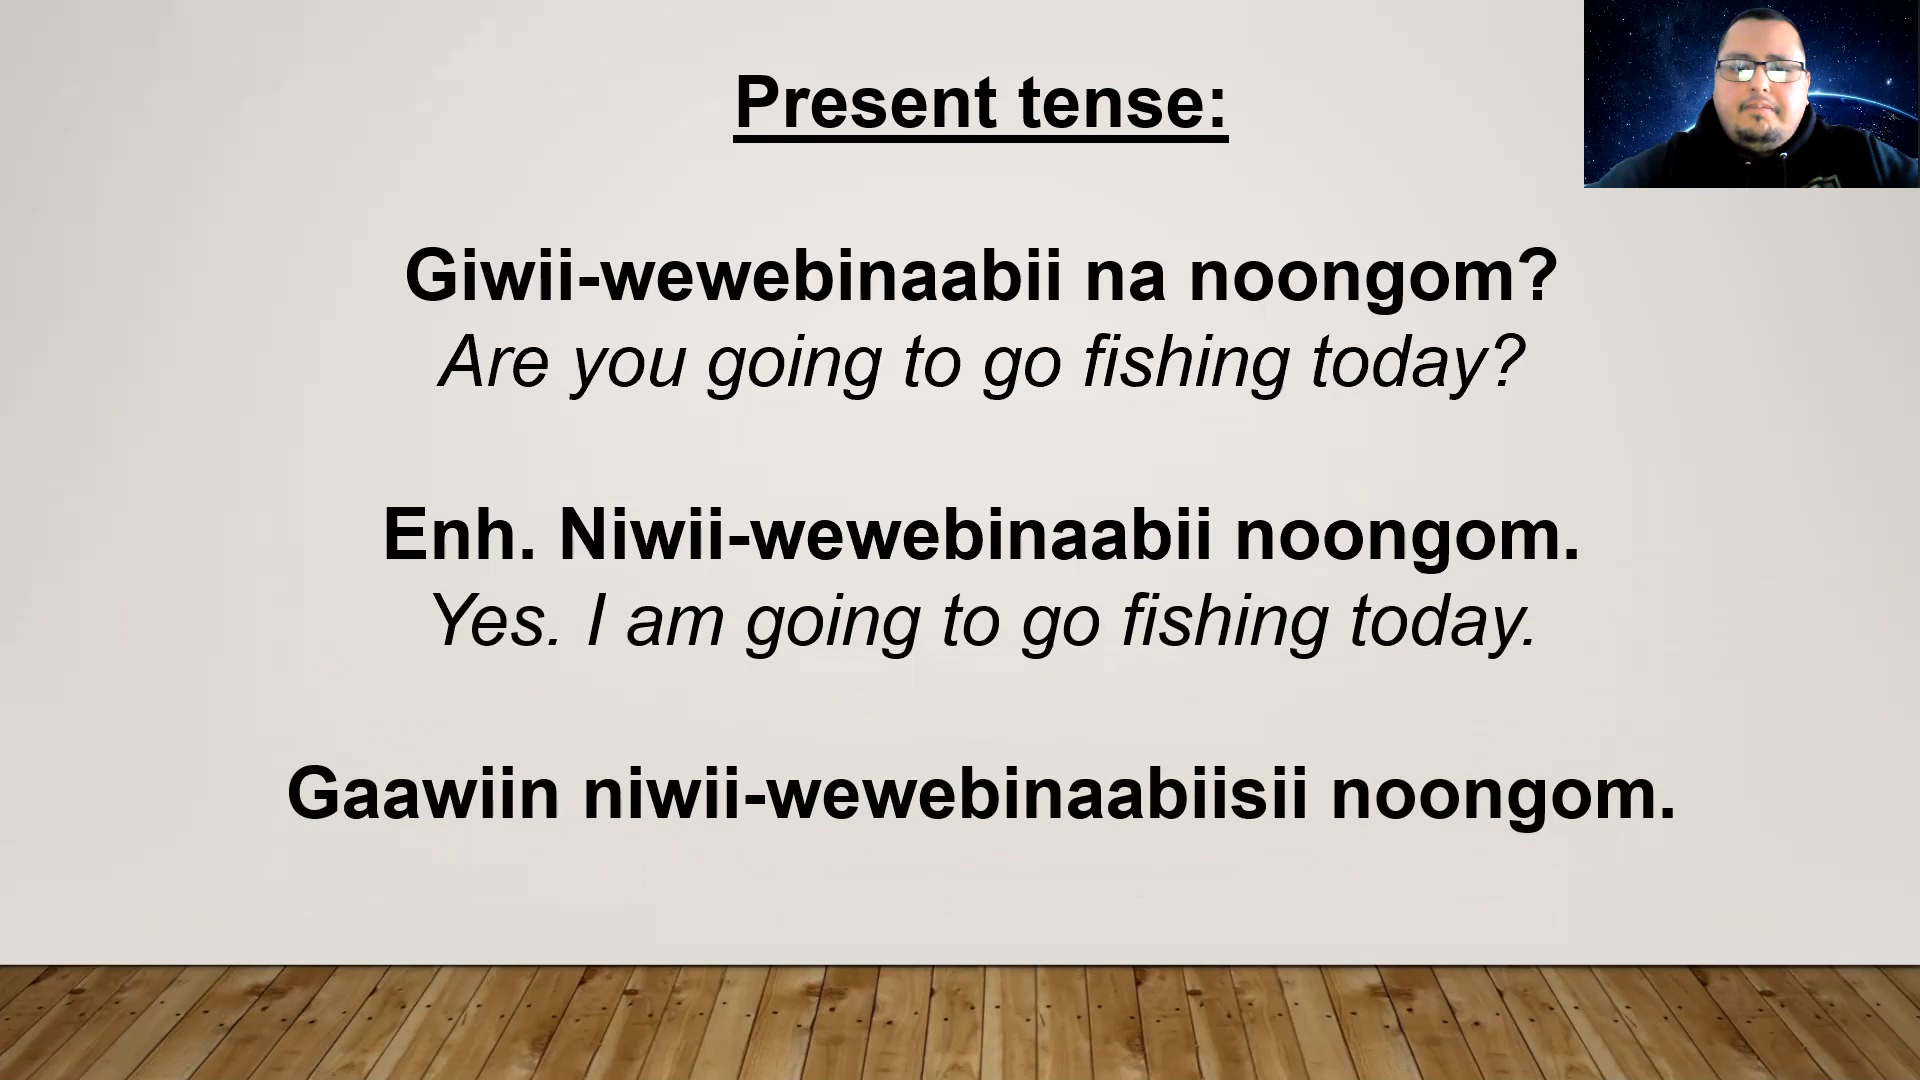 Present tense:
Giwii-wewebinaabii na noongom?
Are you going to go fishing today?
Enh. Niwii-wewebinaabii noongom.
Yes. I am going to go fishing today.
Gaawiin niwii-wewebinaabiisii noongom.